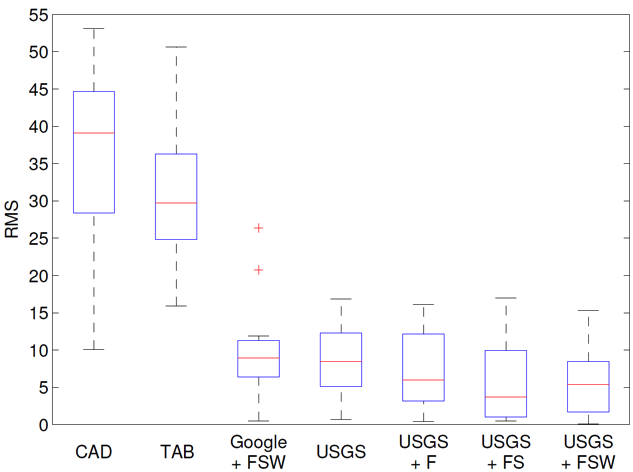 55
50
45
40
35
30
25
20
15
10
5
0
RMS
CAD
TAB
Google
+ FSW
USGS
USGS
+ F
USGS
+ FS
USGS
+ FSW